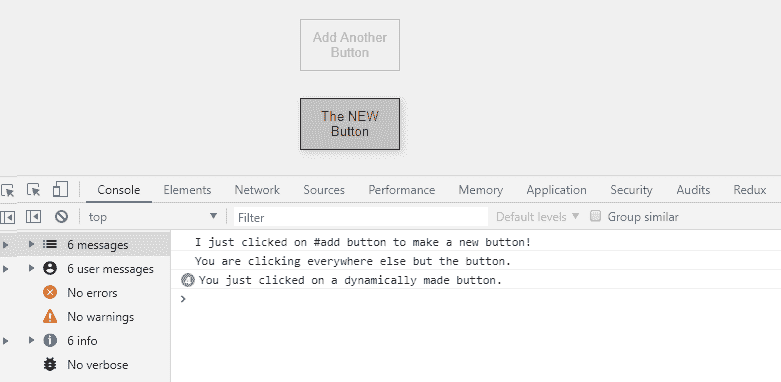 Add Another
Button
The NEW
Button
Console Elements Network Sources Performance Memory Application Security Audits Redux
top Filter Default levels Group similar
6 messages
6 user messages
No errors
No warnings
6 info
No verbose
I just clicked on #add button to make a new button!
You are clicking everywhere else but the button.
4 You just clicked on a dynamically made button.